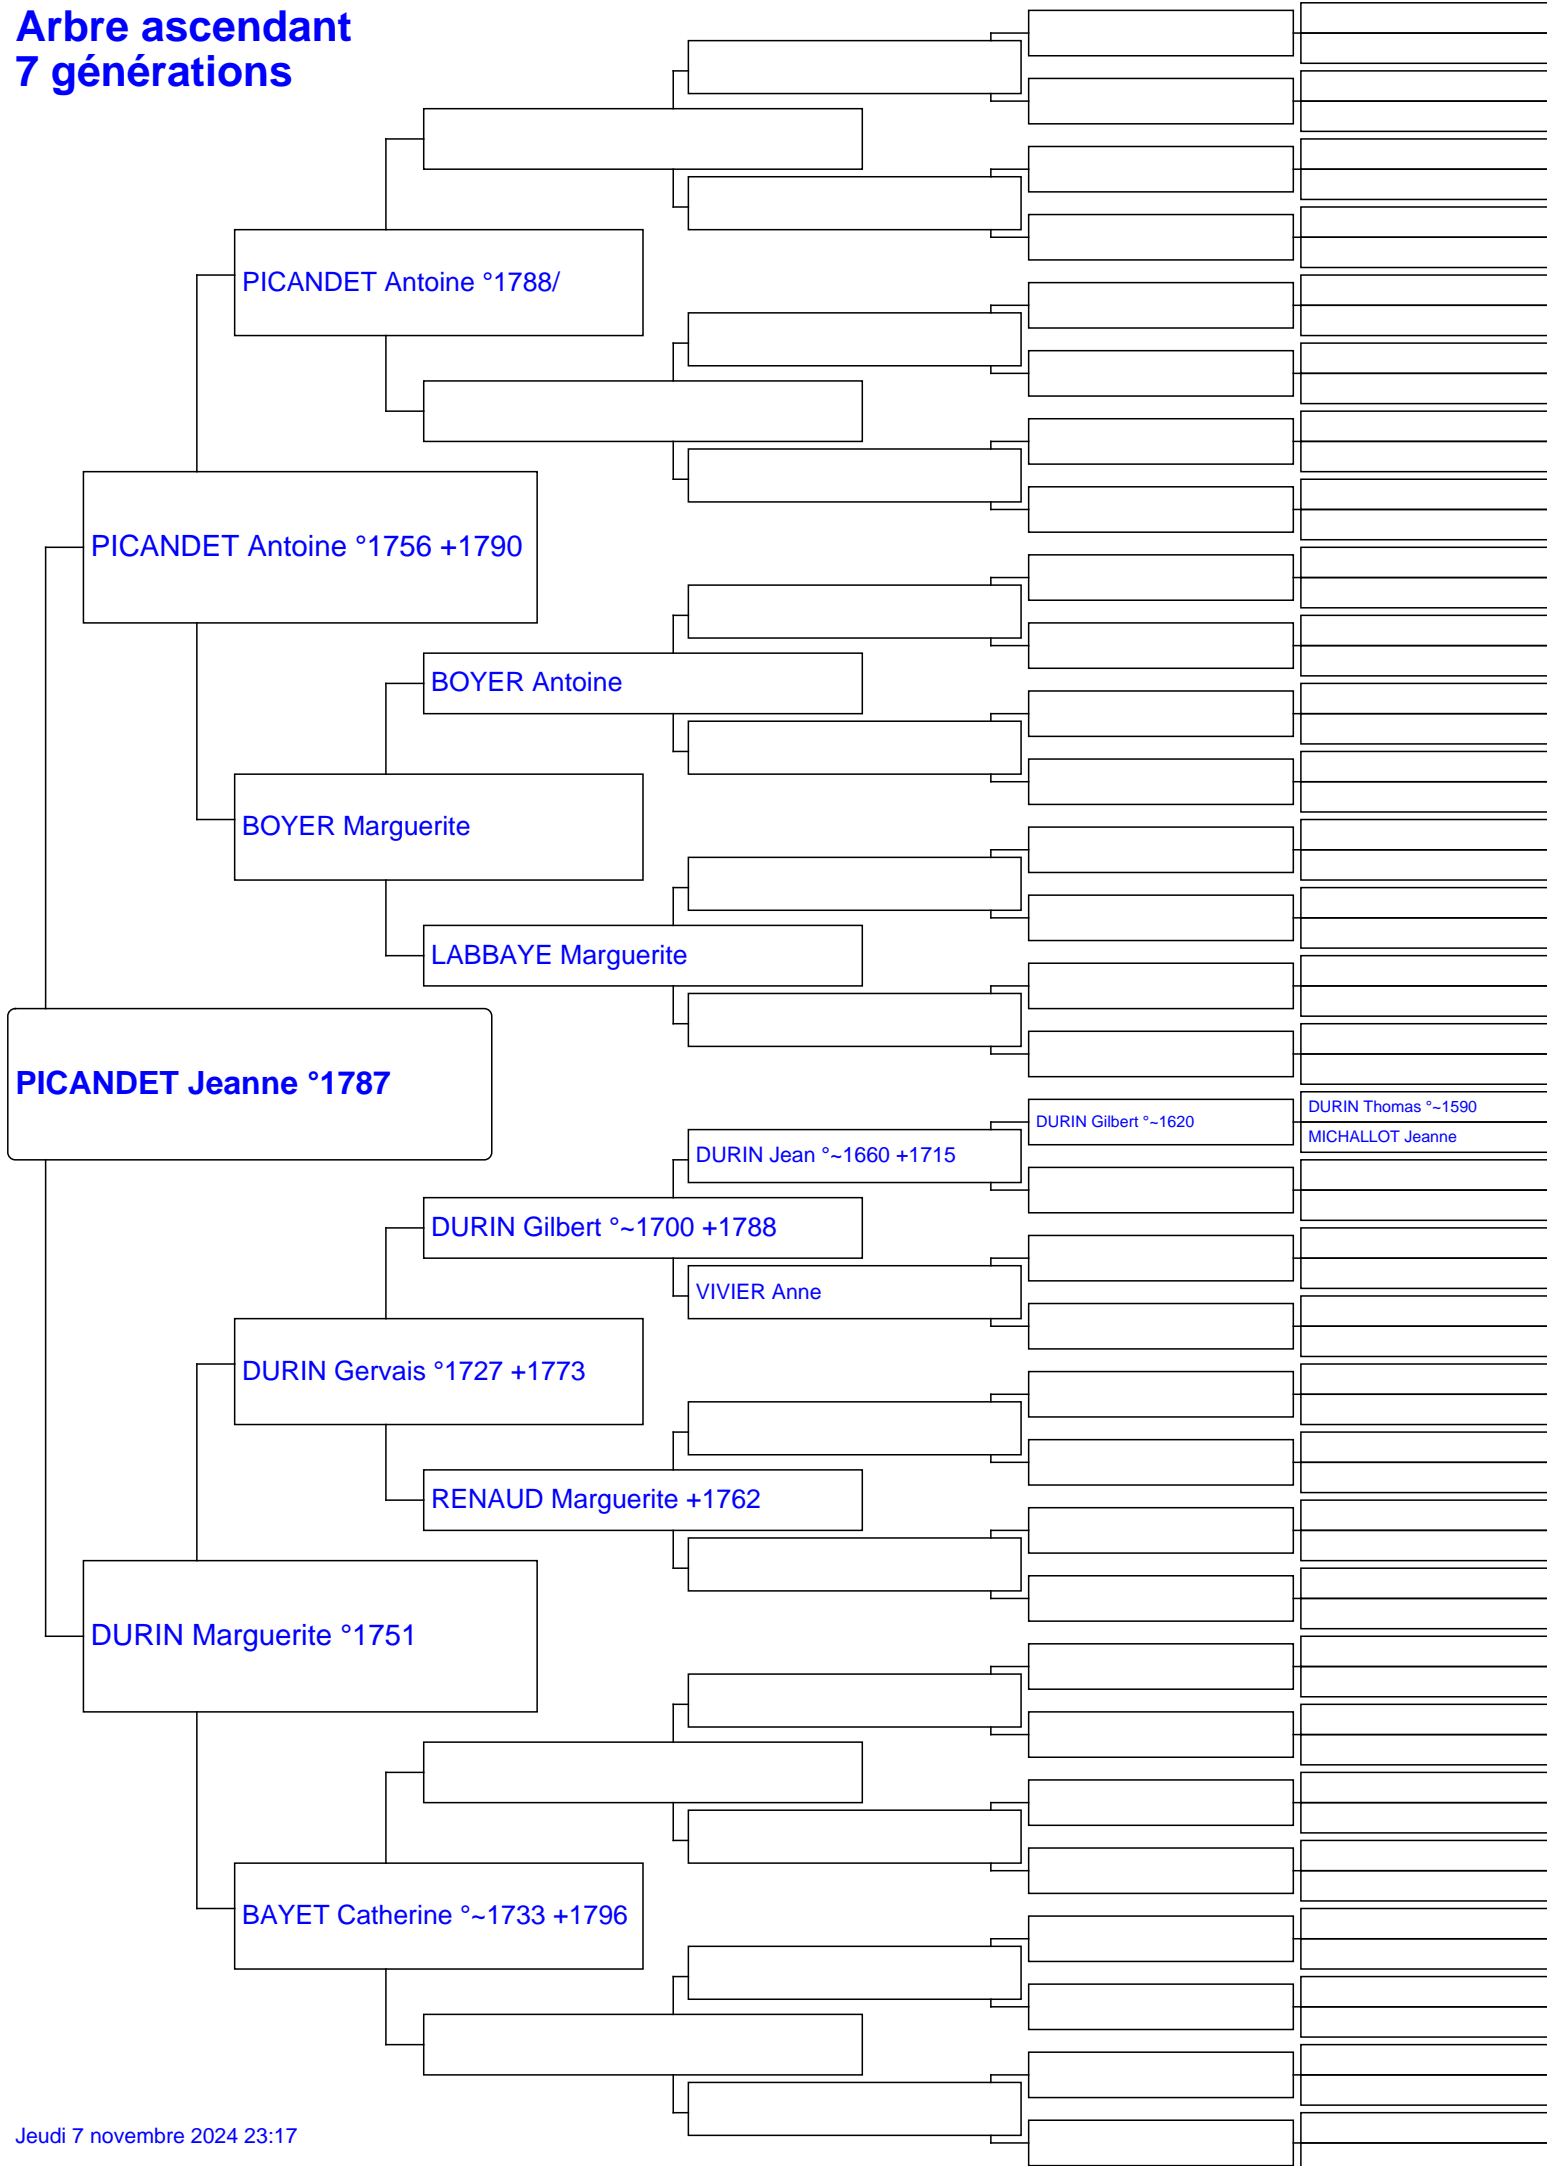 Arbre ascendant
7 générations
PICANDET Antoine °1788/
PICANDET Antoine °1756 +1790
BOYER Antoine
BOYER Marguerite
LABBAYE Marguerite
PICANDET Jeanne °1787
DURIN Thomas °~1590
DURIN Gilbert °~1620
MICHALLOT Jeanne
DURIN Jean °~1660 +1715
DURIN Gilbert °~1700 +1788
VIVIER Anne
DURIN Gervais °1727 +1773
RENAUD Marguerite +1762
DURIN Marguerite °1751
BAYET Catherine °~1733 +1796
Jeudi 7 novembre 2024 23:17